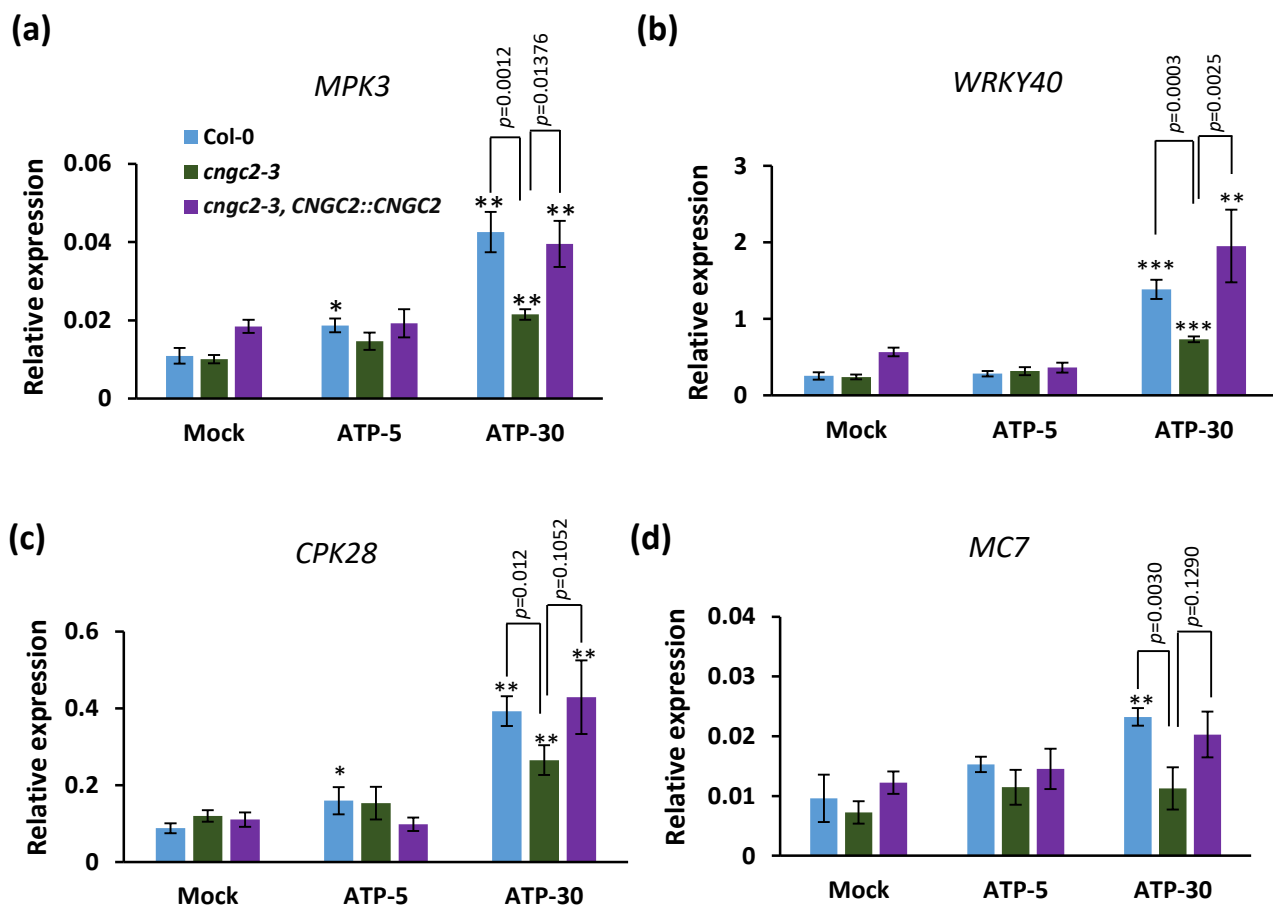 (a)
MPK3
p=0.0012
p=0.01376
Col-0
cngc2-3
cngc2-3, CNGC2::CNGC2
Relative expression
0.06
0.04
0.02
0
*
**
**
**
Mock ATP-5 ATP-30
(b)
WRKY40
p=0.0003
p=0.0025
Relative expression
3
2
1
0
***
***
**
Mock ATP-5 ATP-30
(c)
CPK28
p=0.012
p=0.1052
Relative expression
0.6
0.4
0.2
0
*
**
**
**
Mock ATP-5 ATP-30
(d)
MC7
p=0.0030
p=0.1290
Relative expression
0.04
0.03
0.02
0.01
0
**
Mock ATP-5 ATP-30